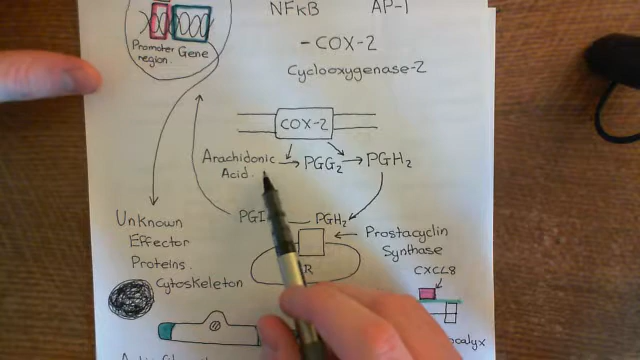 NFκB AP-1
Promoter Gene
region.
- COX-2
Cyclooxygenase-2
COX-2
Arachidonic
Acid.
PGG₂
PGH₂
Unknown
Effector
Proteins.
PGI
PGH₂
Prostacyclin
Synthase
R
CXCL8
Cytoskeleton